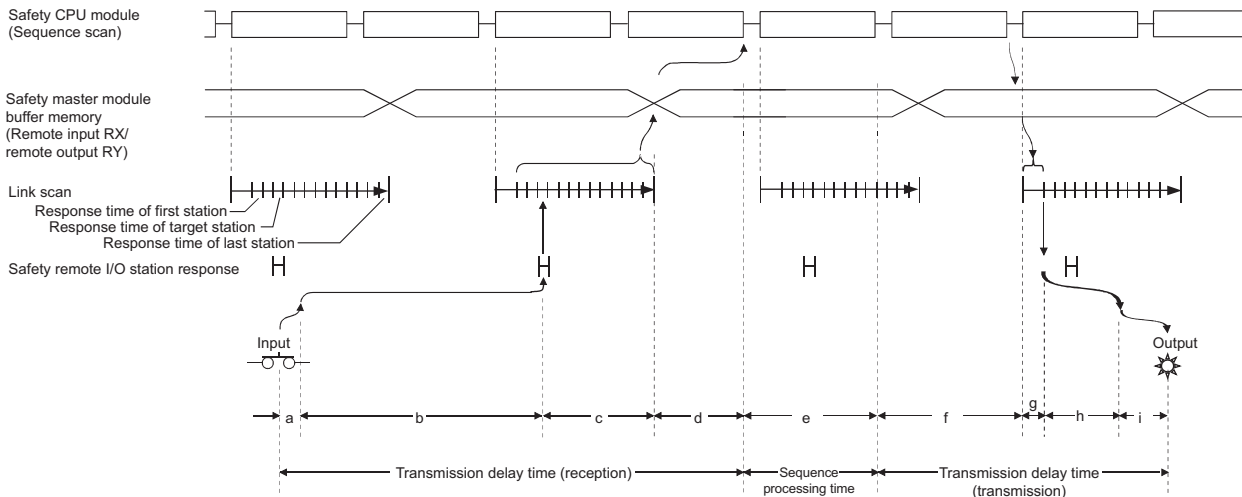 Safety CPU module
(Sequence scan)
Safety master module
buffer memory
(Remote input RX/
remote output RY)
Link scan
Response time of first station
Response time of target station
Response time of last station
Safety remote I/O station response
Input
Output
a
b
c
d
e
f
g
h
i
Transmission delay time (reception)
Sequence
processing time
Transmission delay time
(transmission)